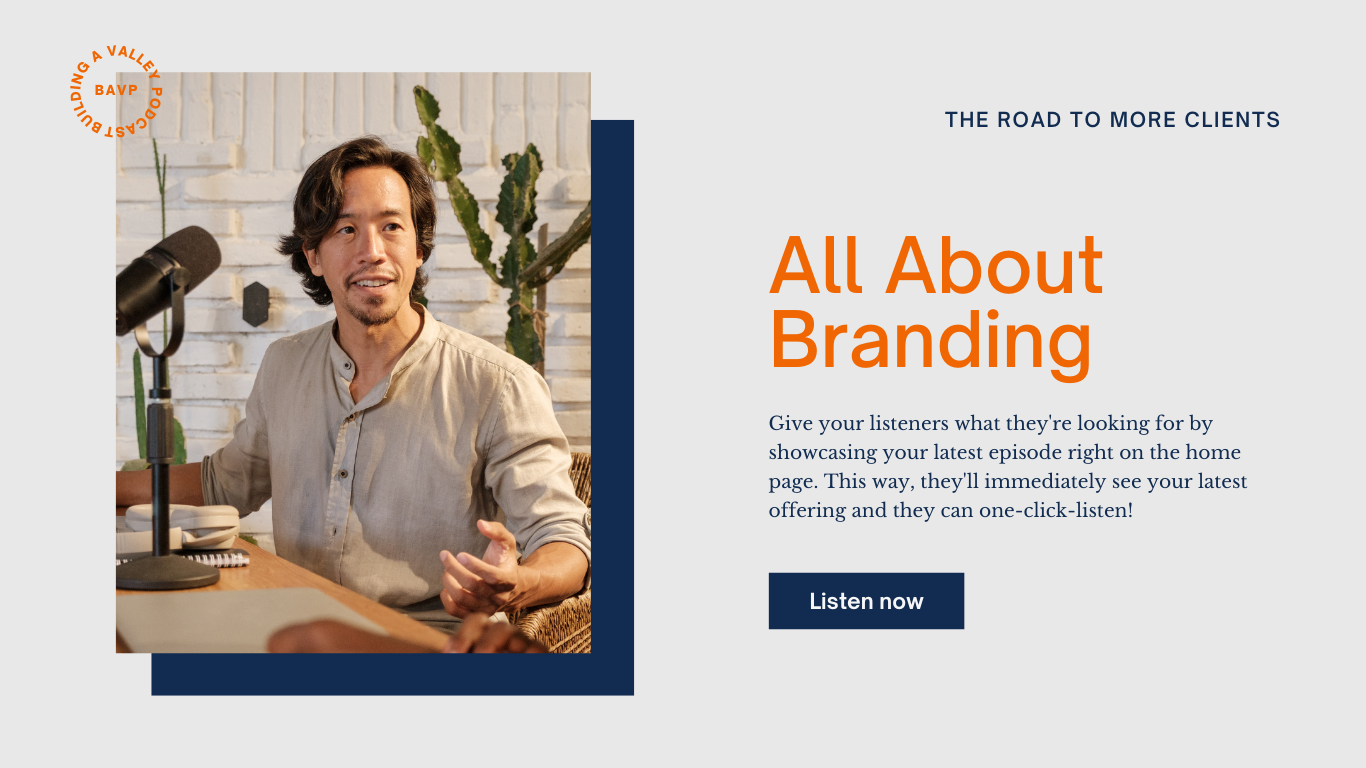 BUILDING A VALLEY PODCAST
BAVP
THE ROAD TO MORE CLIENTS
All About
Branding
Give your listeners what they're looking for by
showcasing your latest episode right on the home
page. This way, they'll immediately see your latest
offering and they can one-click-listen!
Listen now